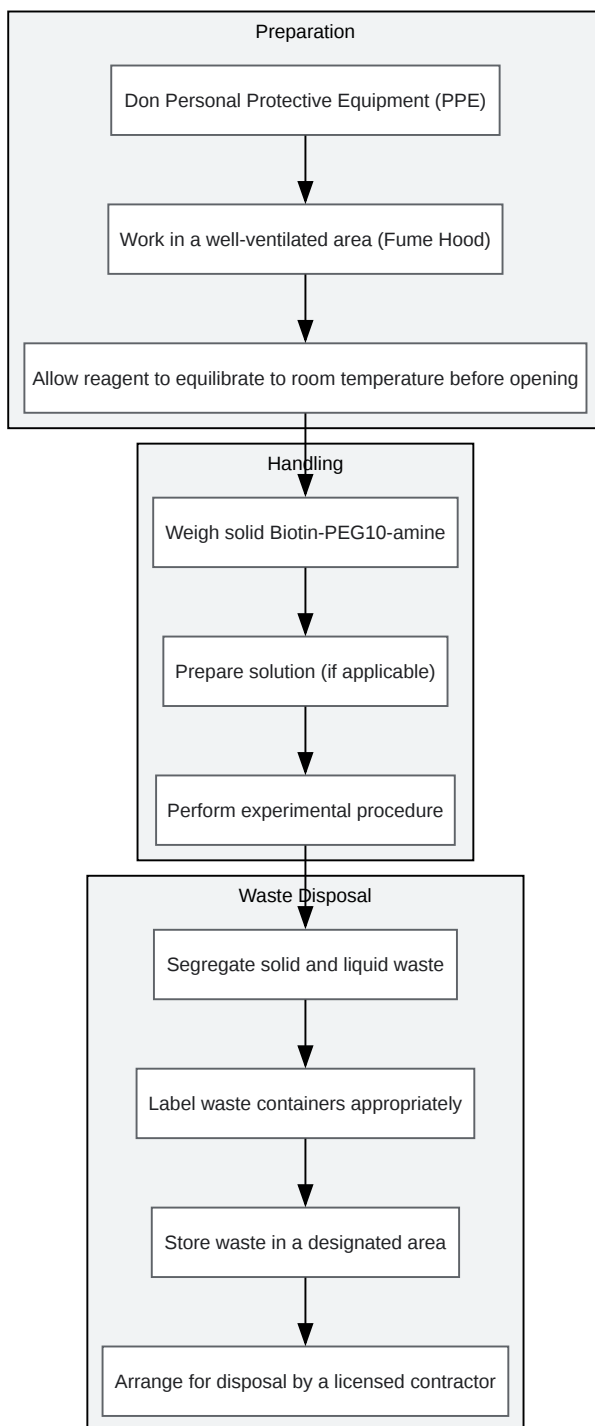 Preparation
Don Personal Protective Equipment (PPE)
Work in a well-ventilated area (Fume Hood)
Allow reagent to equilibrate to room temperature before opening
Handling
Weigh solid Biotin-PEG10-amine
Prepare solution (if applicable)
Perform experimental procedure
Waste Disposal
Segregate solid and liquid waste
Label waste containers appropriately
Store waste in a designated area
Arrange for disposal by a licensed contractor